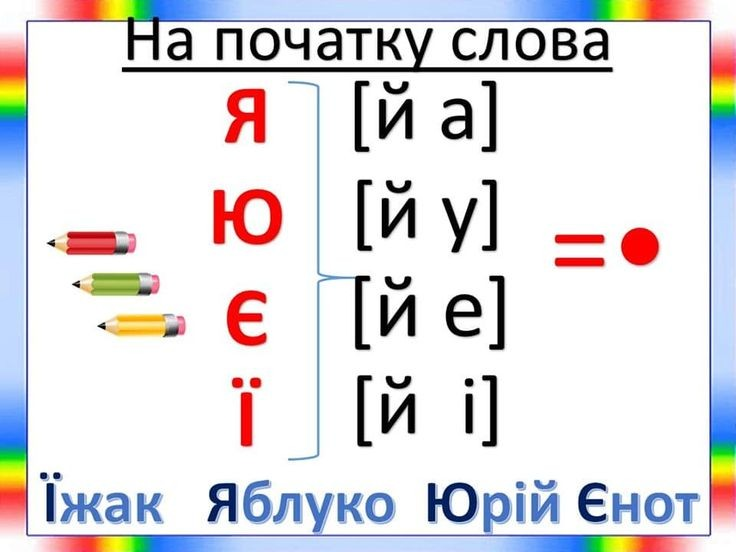 На початку слова
Я [й а]
Ю [й у]
= •
Є [й е]
Ї [й і]
Їжак Яблуко Юрій Єнот